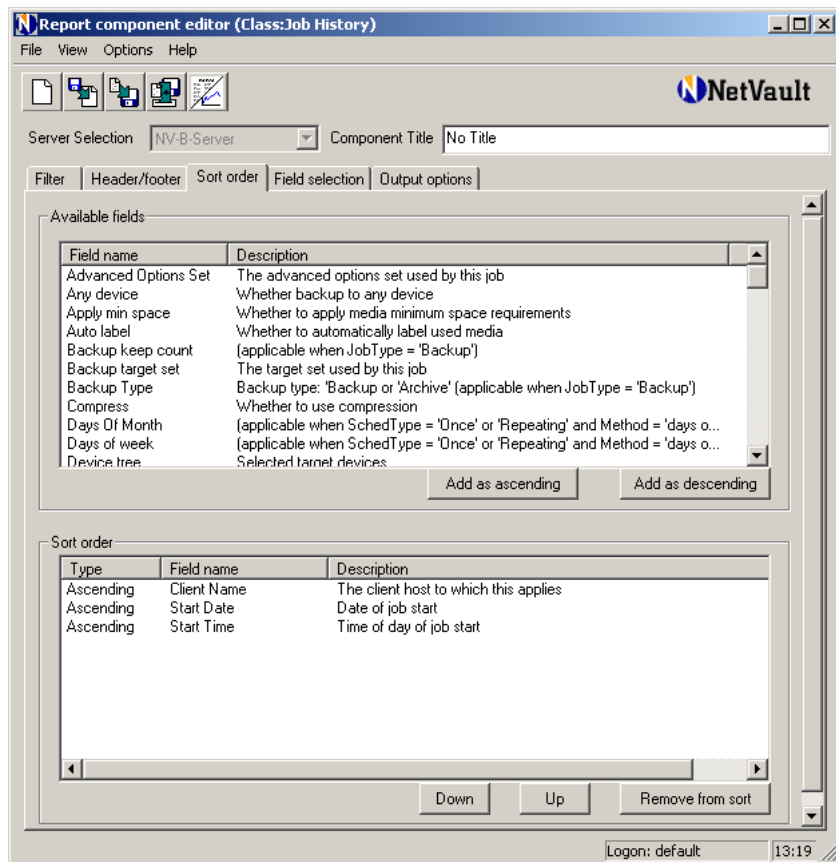 Report component editor (Class:Job History)
File View Options Help
NetVault
Server Selection NV-B-Server Component Title No Title
Filter Header/footer Sort order Field selection Output options
Available fields
Field name Description
Advanced Options Set The advanced options set used by this job
Any device Whether backup to any device
Apply min space Whether to apply media minimum space requirements
Auto label Whether to automatically label used media
Backup keep count (applicable when JobType = 'Backup')
Backup target set The target set used by this job
Backup Type Backup type: 'Backup or 'Archive' (applicable when JobType = 'Backup')
Compress Whether to use compression
Days Of Month (applicable when SchedType = 'Once' or 'Repeating' and Method = 'days o...
Days of week (applicable when SchedType = 'Once' or 'Repeating' and Method = 'days o...
Device tree Selected target devices
Add as ascending Add as descending
Sort order
Type Field name Description
Ascending Client Name The client host to which this applies
Ascending Start Date Date of job start
Ascending Start Time Time of day of job start
Down Up Remove from sort
Logon: default 13:19